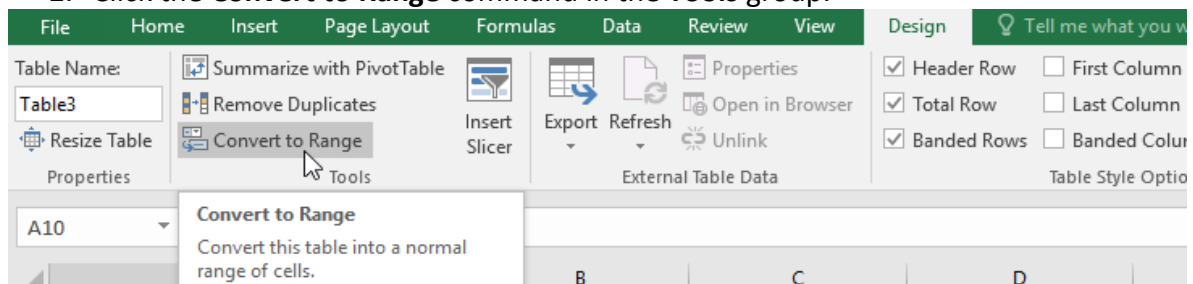 2. Click the Convert to Range command in the Tools group.
File Home Insert Page Layout Formulas Data Review View Design Tell me what you w
Table Name: Summarize with PivotTable Properties Header Row First Column
Table3 Remove Duplicates Insert Slicer Export Refresh Open in Browser Total Row Last Column
Resize Table Convert to Range Unlink Banded Rows Banded Colu
Properties Tools External Table Data Table Style Optio
A10
Convert to Range
Convert this table into a normal
range of cells.
B C D